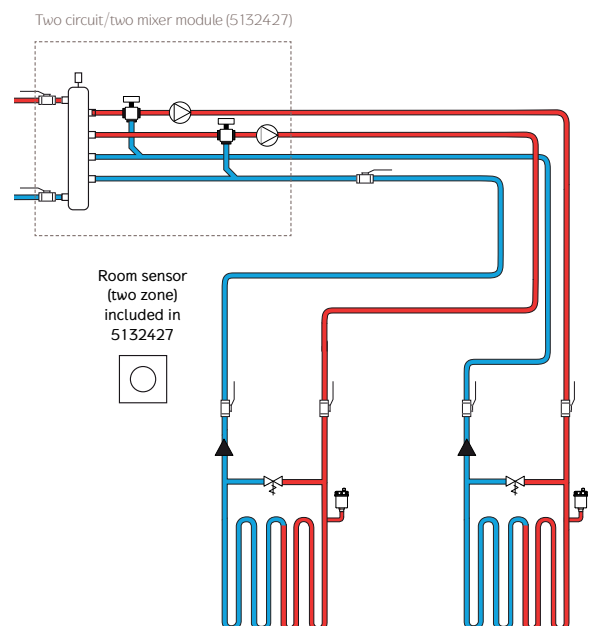 Two circuit/two mixer module (5132427)
Room sensor
(two zone)
included in
5132427